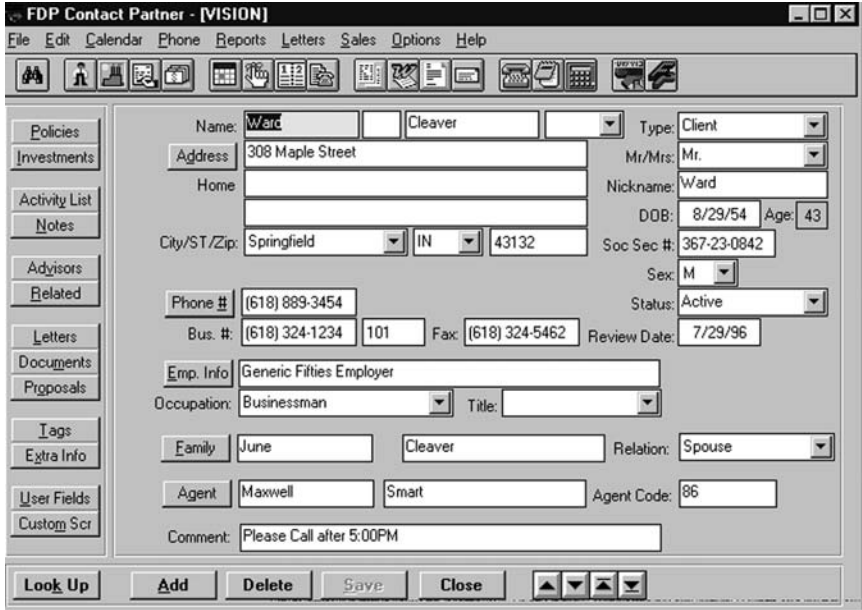 FDP Contact Partner - [VISION]
File Edit Calendar Phone Reports Letters Sales Options Help
Policies
Investments
Activity List
Notes
Advisors
Related
Letters
Documents
Proposals
Tags
Extra Info
User Fields
Custom Scr
Name: Ward Cleaver Type: Client
Address 308 Maple Street Mr/Mrs: Mr.
Home Nickname: Ward
DOB: 8/29/54 Age: 43
City/ST/Zip: Springfield IN 43132 Soc Sec #: 367-23-0842
Sex: M
Phone # (618) 889-3454 Status: Active
Bus. #: (618) 324-1234 101 Fax: (618) 324-5462 Review Date: 7/29/96
Emp. Info Generic Fifties Employer
Occupation: Businessman Title:
Family June Cleaver Relation: Spouse
Agent Maxwell Smart Agent Code: 86
Comment: Please Call after 5:00PM
Look Up Add Delete Save Close